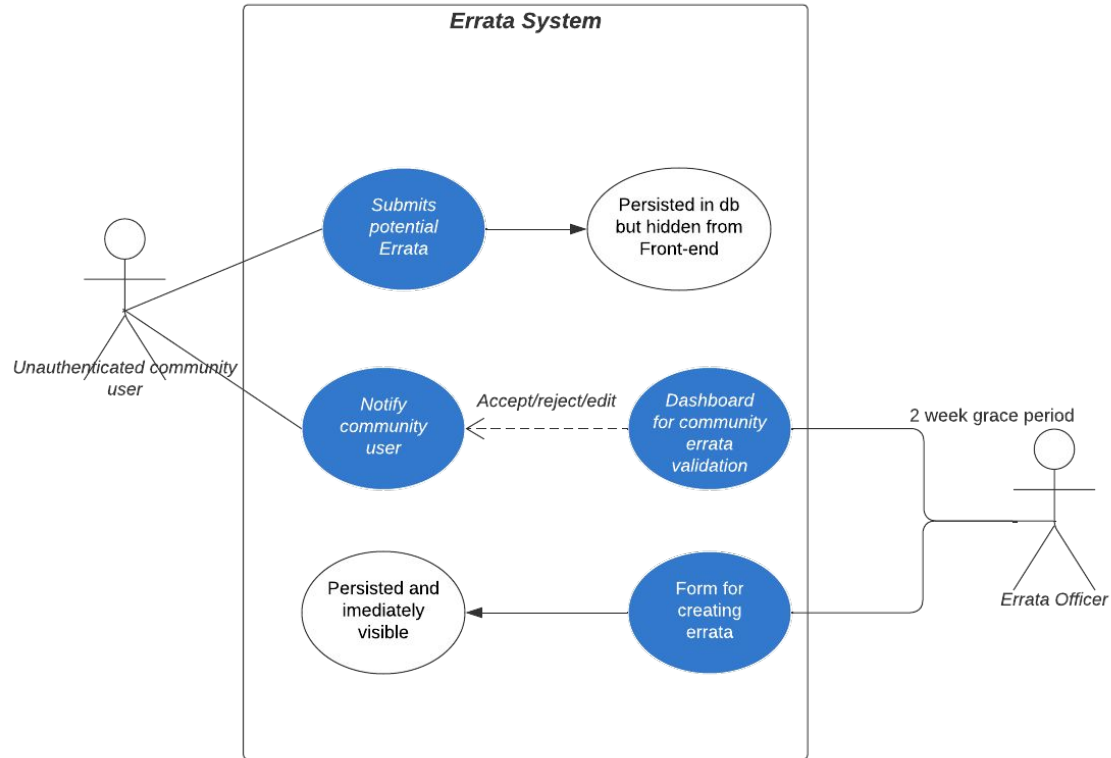 Errata System
Submits
potential
Errata
Persisted in db
but hidden from
Front-end
Unauthenticated community
user
Notify
community
user
Accept/reject/edit
Dashboard
for community
errata
validation
2 week grace period
Persisted and
imediately
visible
Form for
creating
errata
Errata Officer